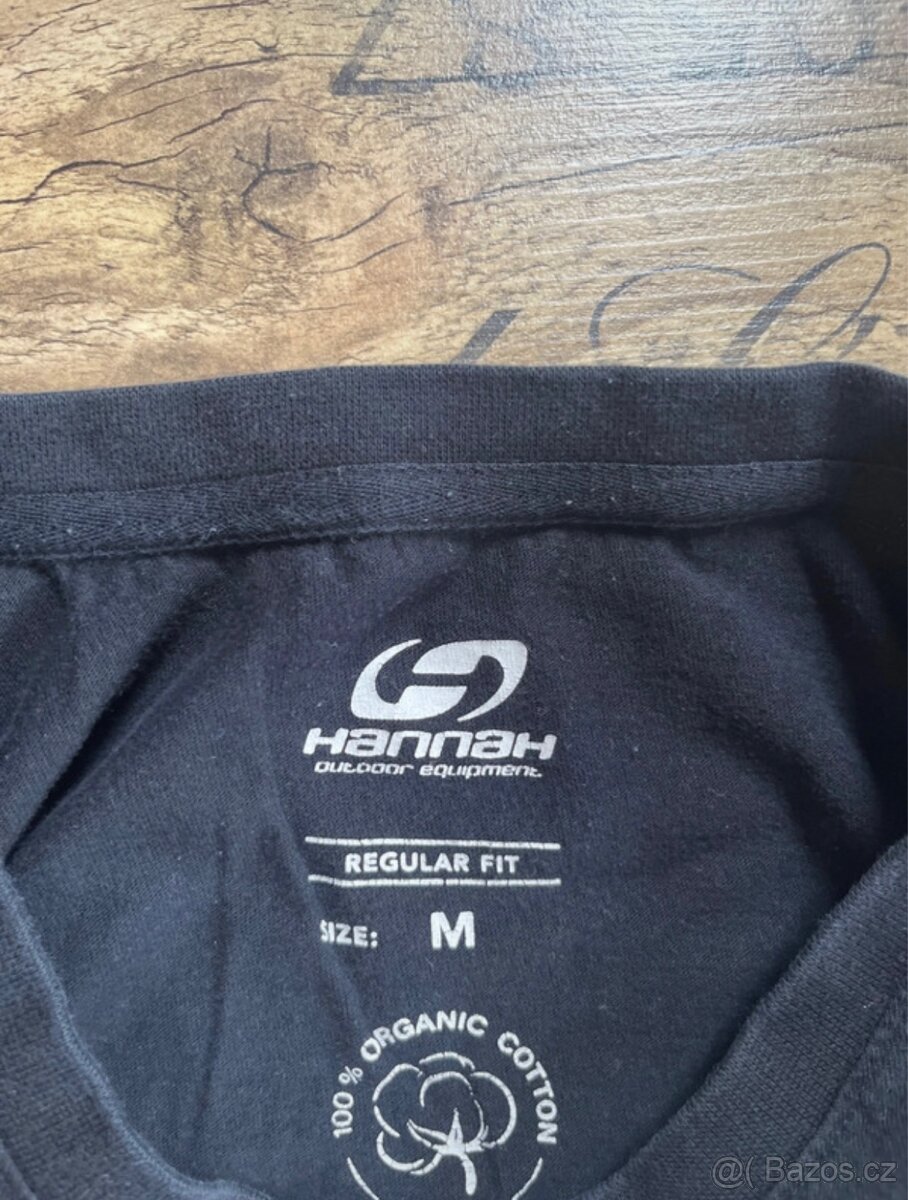 Hannah
outdoor equipment
REGULAR FIT
SIZE: M
100 % ORGANIC COTTON
@( Bazos.cz